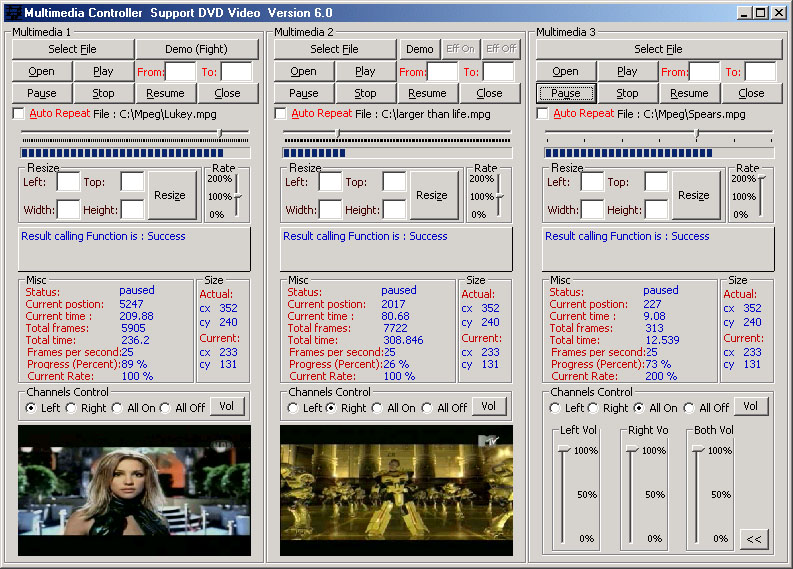 Multimedia Controller  Support DVD Video  Version 6.0
Multimedia 1
Select File Demo (Fight)
Open Play From: To:
Pause Stop Resume Close
Auto Repeat File : C:\Mpeg\Lukey.mpg
Resize
Left: Top: Resize
Width: Height:
Rate
200%
100%
0%
Result calling Function is : Success
Misc
Status: paused
Current postion: 5247
Current time : 209.88
Total frames: 5905
Total time: 236.2
Frames per second: 25
Progress (Percent): 89 %
Current Rate: 100 %
Size
Actual:
cx 352
cy 240
Current:
cx 233
cy 131
Channels Control
Left Right All On All Off Vol
Multimedia 2
Select File Demo Eff On Eff Off
Open Play From: To:
Pause Stop Resume Close
Auto Repeat File : C:\larger than life.mpg
Resize
Left: Top: Resize
Width: Height:
Rate
200%
100%
0%
Result calling Function is : Success
Misc
Status: paused
Current postion: 2017
Current time : 80.68
Total frames: 7722
Total time: 308.846
Frames per second: 25
Progress (Percent): 26 %
Current Rate: 100 %
Size
Actual:
cx 352
cy 240
Current:
cx 233
cy 131
Channels Control
Left Right All On All Off Vol
Multimedia 3
Select File
Open Play From: To:
Pause Stop Resume Close
Auto Repeat File : C:\Mpeg\Spears.mpg
Resize
Left: Top: Resize
Width: Height:
Rate
200%
100%
0%
Result calling Function is : Success
Misc
Status: paused
Current postion: 227
Current time : 9.08
Total frames: 313
Total time: 12.539
Frames per second: 25
Progress (Percent): 73 %
Current Rate: 200 %
Size
Actual:
cx 352
cy 240
Current:
cx 233
cy 131
Channels Control
Left Right All On All Off Vol
Left Vol
100%
50%
0%
Right Vo
100%
50%
0%
Both Vol
100%
50%
0%
<<